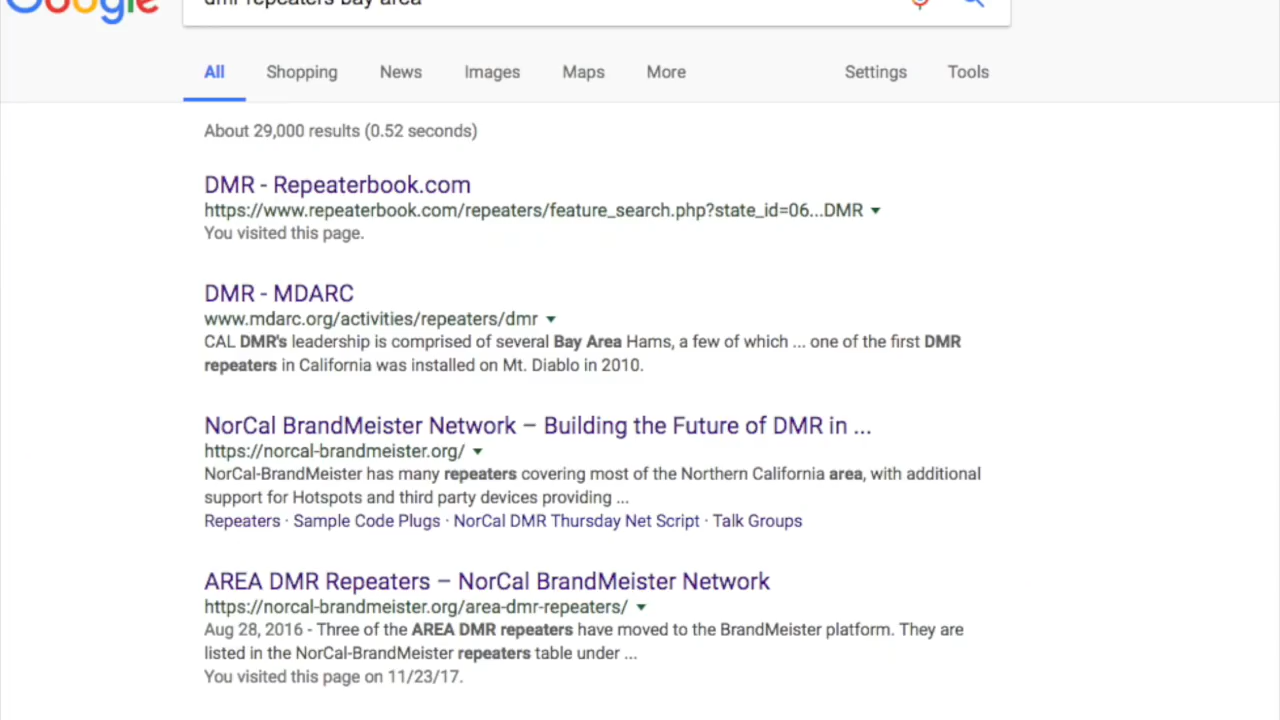 Google
dmr repeaters bay area
All Shopping News Images Maps More Settings Tools
About 29,000 results (0.52 seconds)
DMR - Repeaterbook.com
https://www.repeaterbook.com/repeaters/feature_search.php?state_id=06...DMR
You visited this page.
DMR - MDARC
www.mdarc.org/activities/repeaters/dmr
CAL DMR's leadership is comprised of several Bay Area Hams, a few of which ... one of the first DMR
repeaters in California was installed on Mt. Diablo in 2010.
NorCal BrandMeister Network – Building the Future of DMR in ...
https://norcal-brandmeister.org/
NorCal-BrandMeister has many repeaters covering most of the Northern California area, with additional
support for Hotspots and third party devices providing ...
Repeaters · Sample Code Plugs · NorCal DMR Thursday Net Script · Talk Groups
AREA DMR Repeaters – NorCal BrandMeister Network
https://norcal-brandmeister.org/area-dmr-repeaters/
Aug 28, 2016 - Three of the AREA DMR repeaters have moved to the BrandMeister platform. They are
listed in the NorCal-BrandMeister repeaters table under ...
You visited this page on 11/23/17.